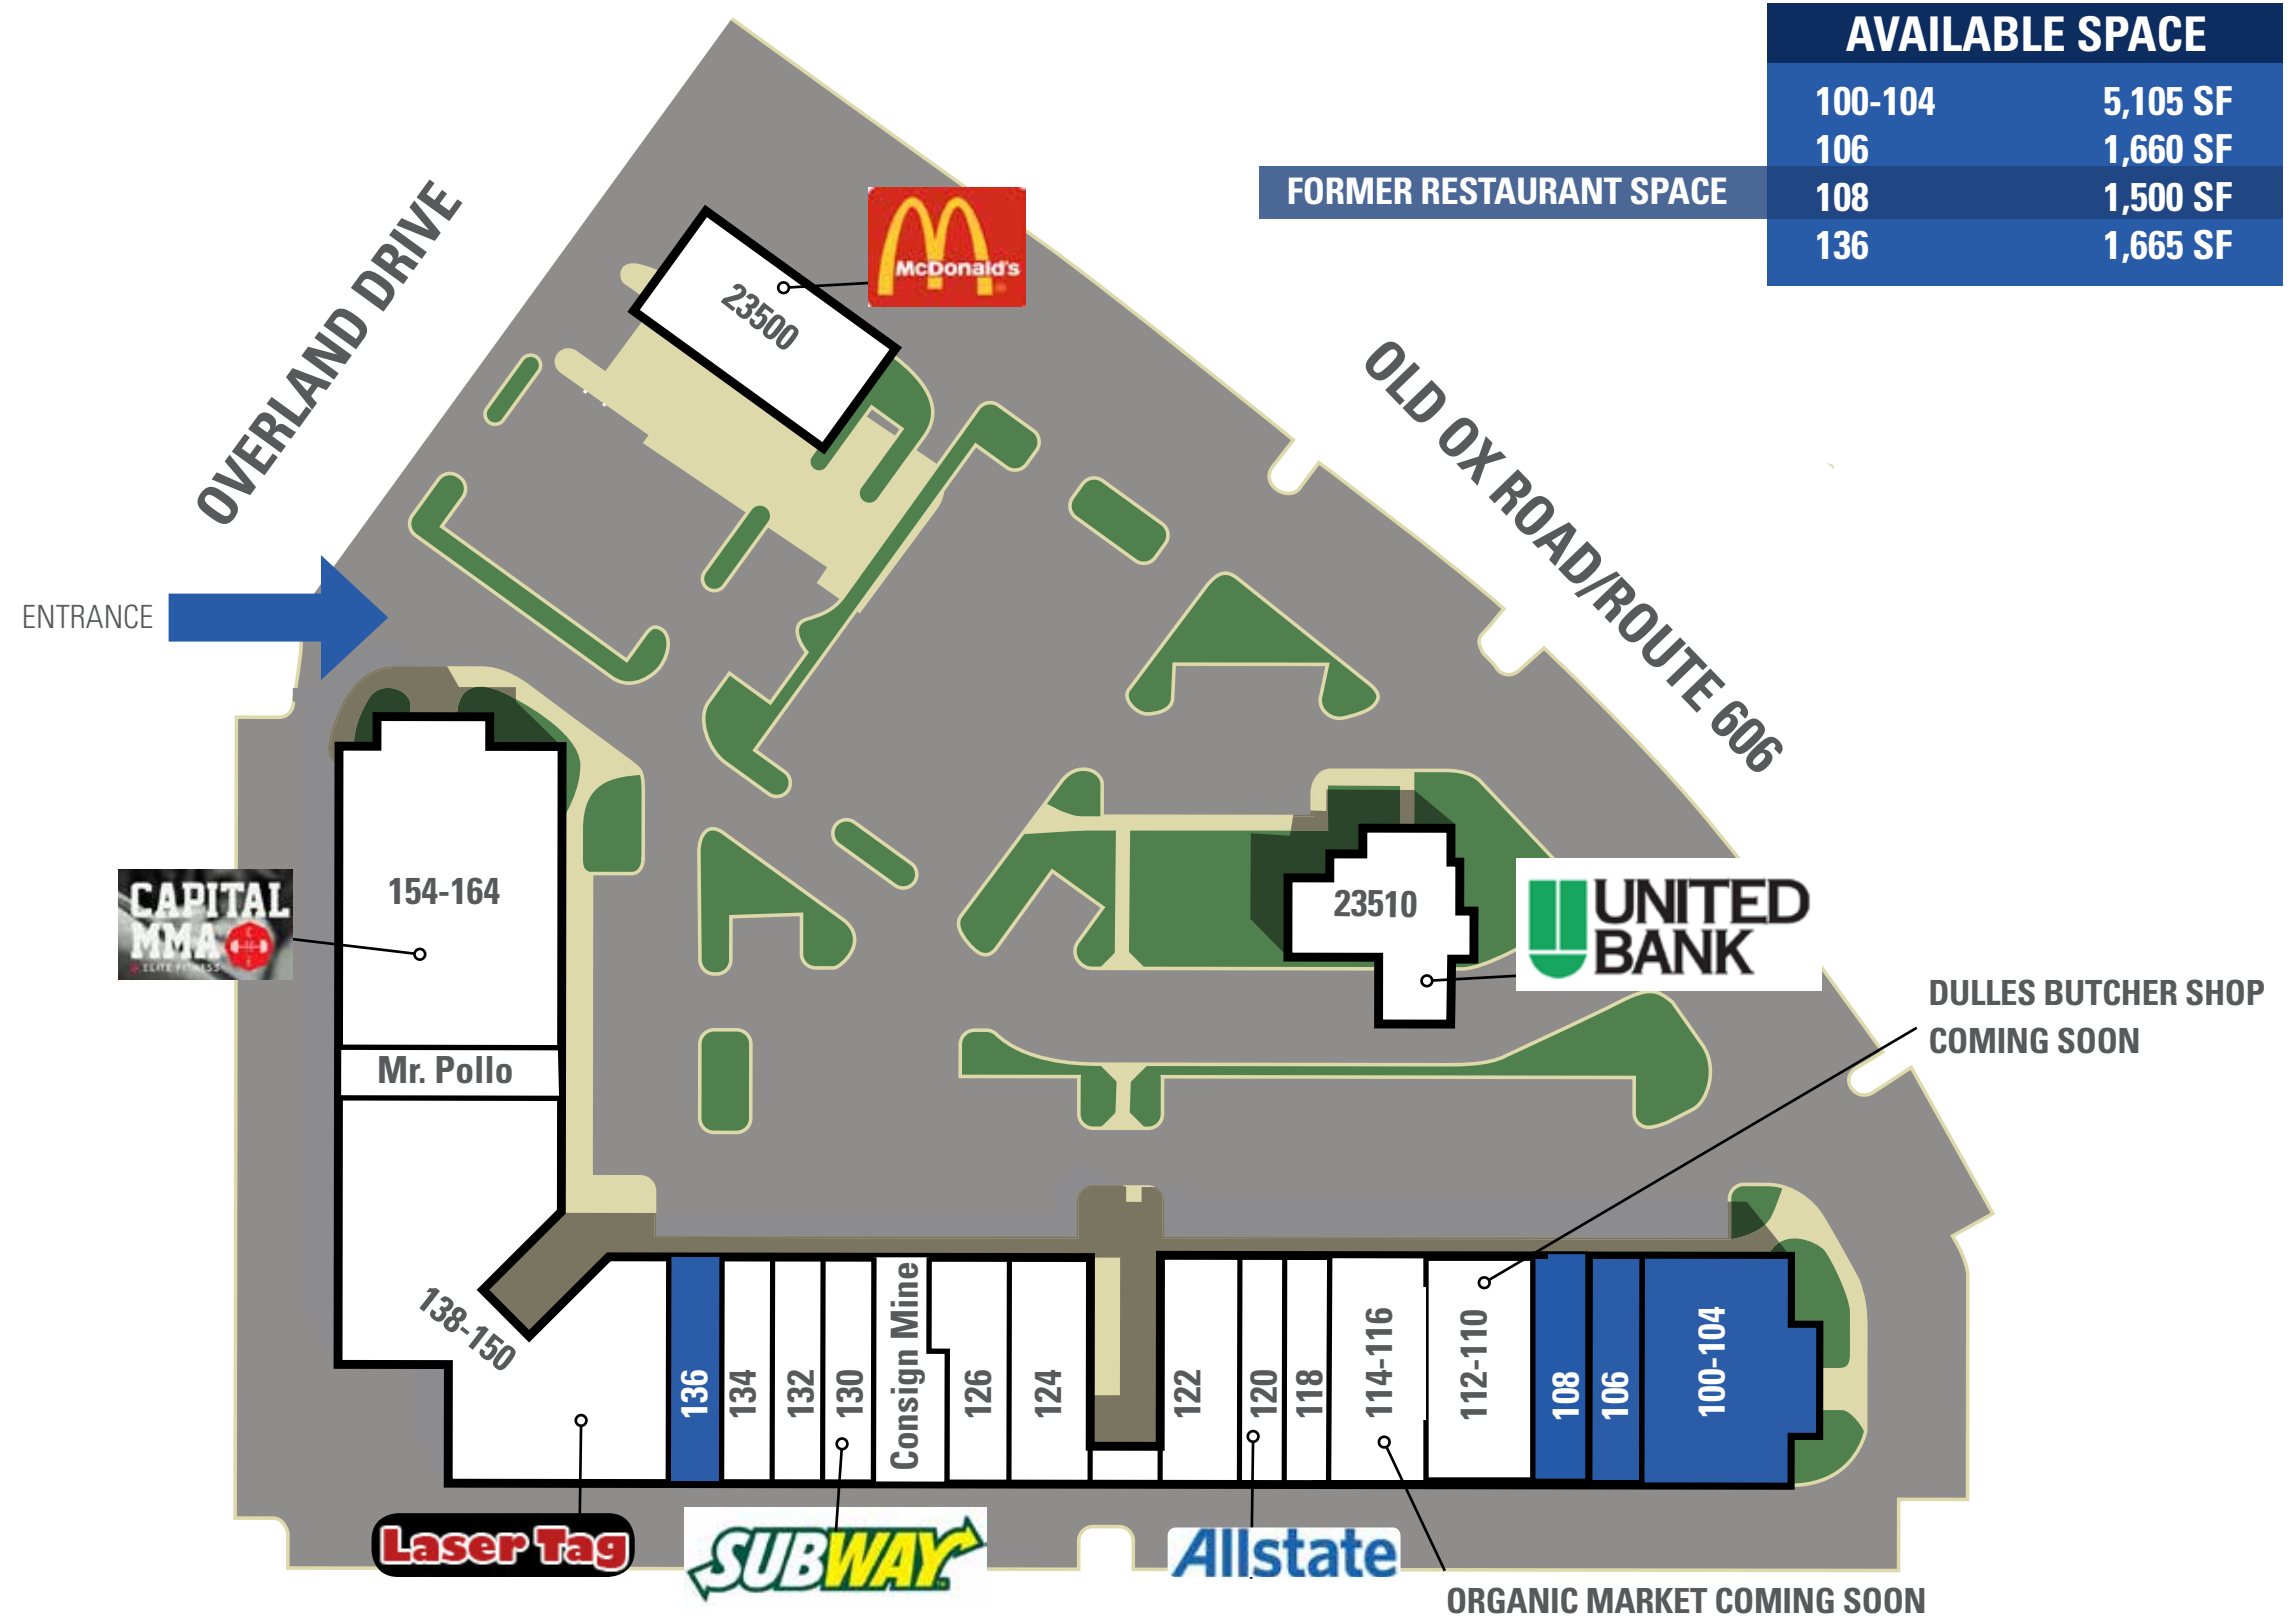 AVAILABLE SPACE
100-104 5,105 SF
106 1,660 SF
FORMER RESTAURANT SPACE 108 1,500 SF
136 1,665 SF
McDonald's
23500
OVERLAND DRIVE
OLD OX ROAD/ROUTE 606
ENTRANCE
CAPITAL
MMA
ELITE FITNESS
154-164
23510
UNITED
BANK
DULLES BUTCHER SHOP
COMING SOON
Mr. Pollo
138-150
136
134
132
130
Consign Mine
126
124
122
120
118
114-116
112-110
108
106
100-104
Laser Tag
SUBWAY
Allstate
ORGANIC MARKET COMING SOON